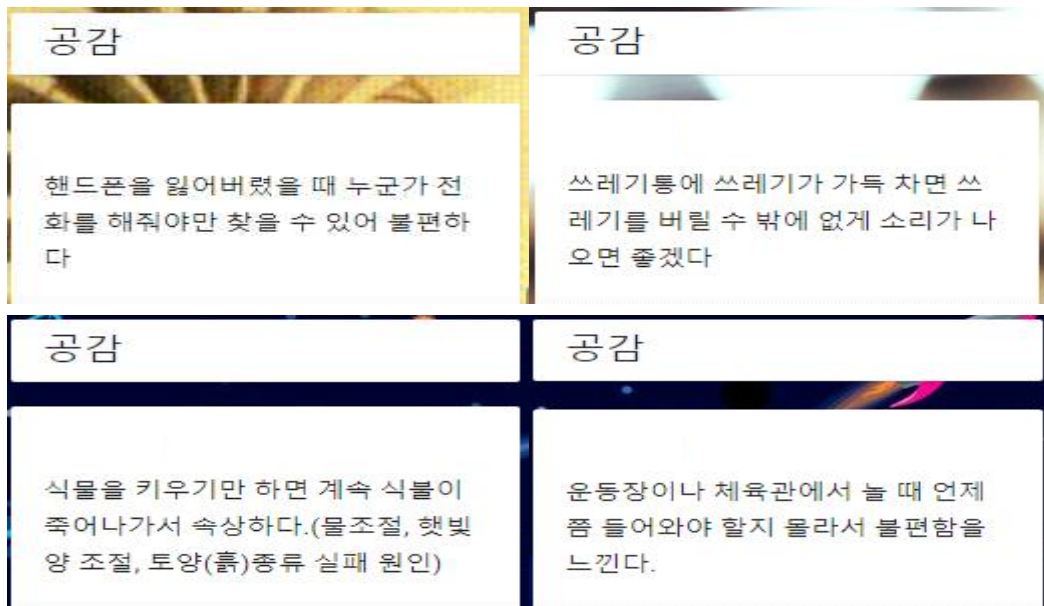 공감
핸드폰을 잃어버렸을 때 누군가 전
화를 해줘야만 찾을 수 있어 불편하
다
공감
쓰레기통에 쓰레기가 가득 차면 쓰
레기를 버릴 수 밖에 없게 소리가 나
오면 좋겠다
공감
식물을 키우기만 하면 계속 식불이
죽어나가서 속상하다.(물조절, 햇빛
양 조절, 토양(흙)종류 실패 원인)
공감
운동장이나 체육관에서 놀 때 언제
쯤 들어와야 할지 몰라서 불편함을
느낀다.